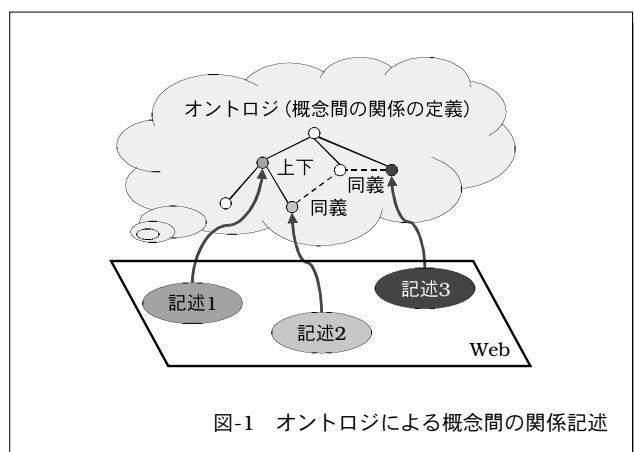 オントロジ（概念間の関係の定義）
上下
同義
同義
記述1
記述2
記述3
Web
図-1　オントロジによる概念間の関係記述